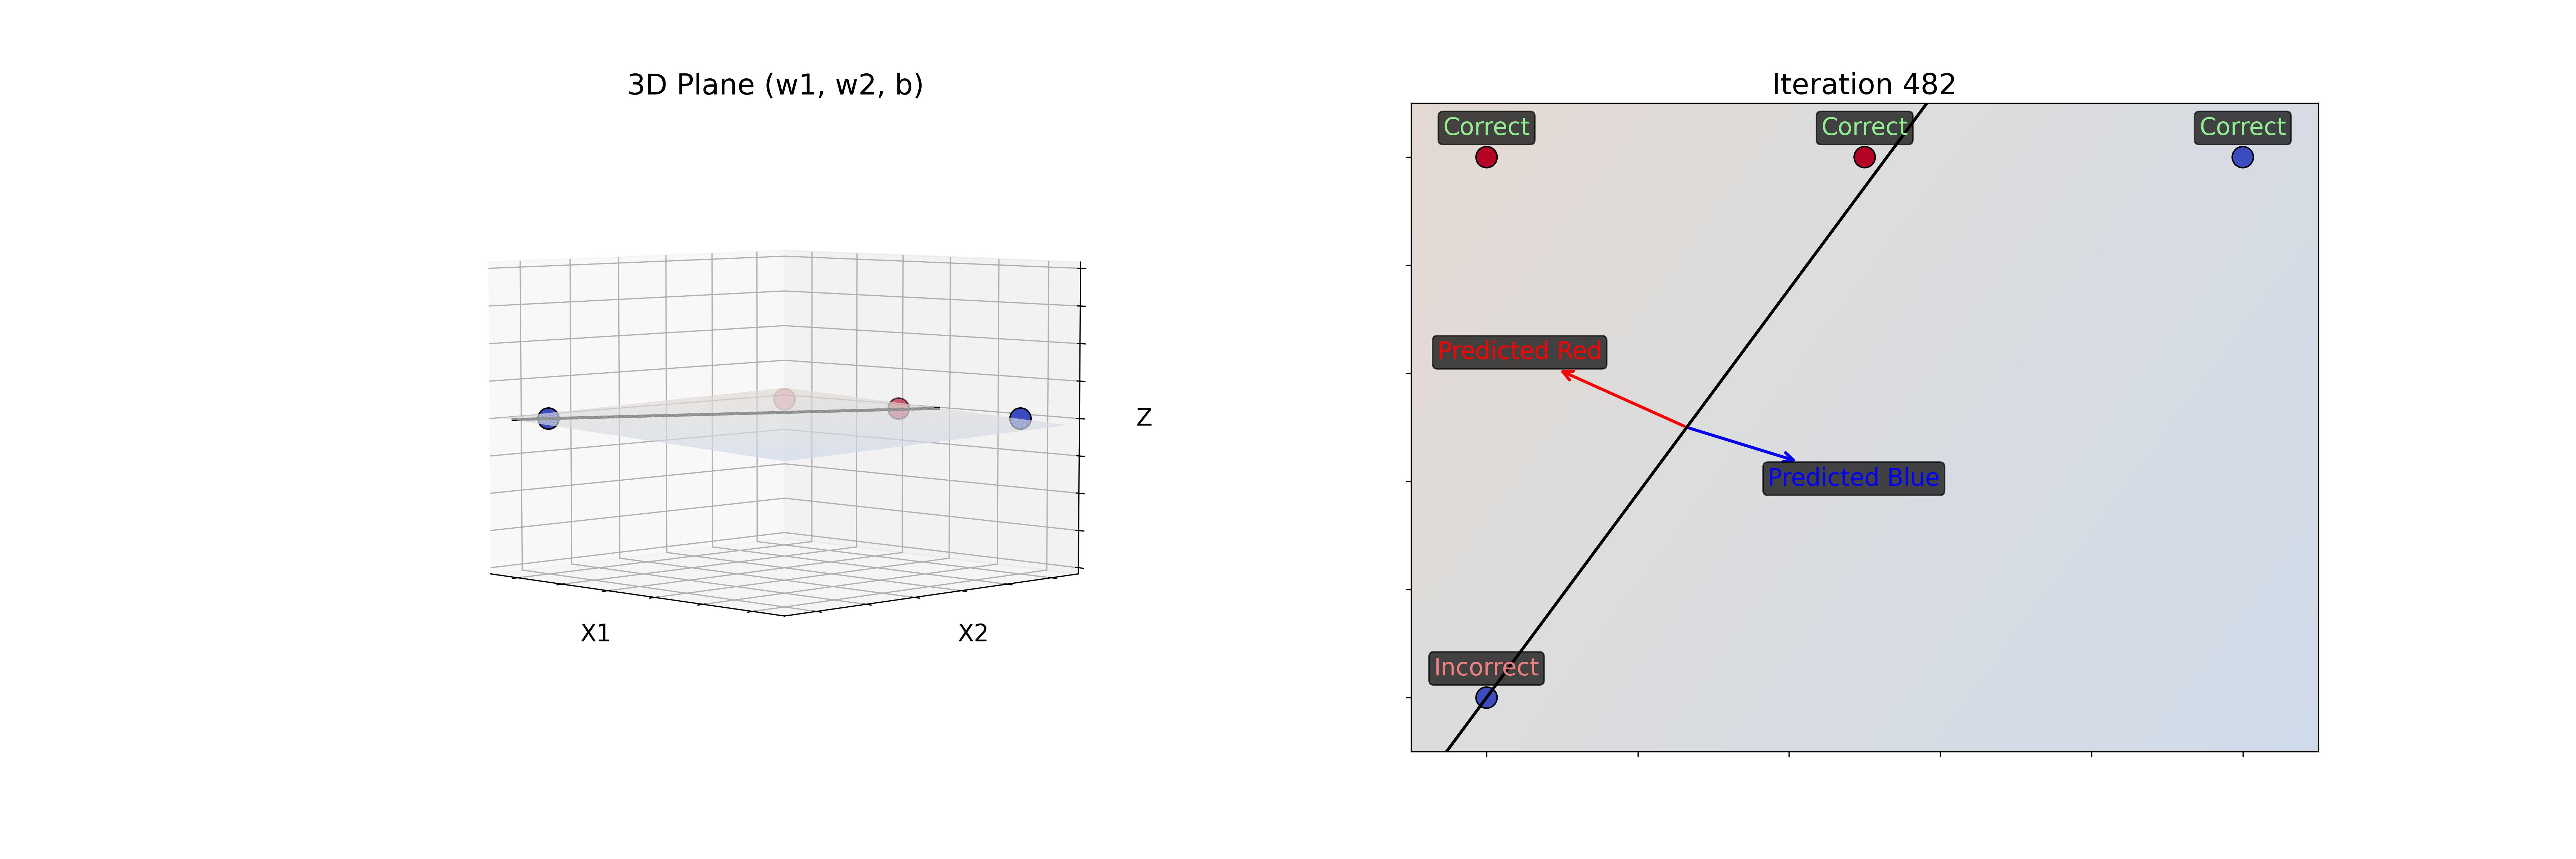 3D Plane (w1, w2, b)
Z
X1
X2
Iteration 482
Correct
Correct
Correct
Predicted Red
Predicted Blue
Incorrect